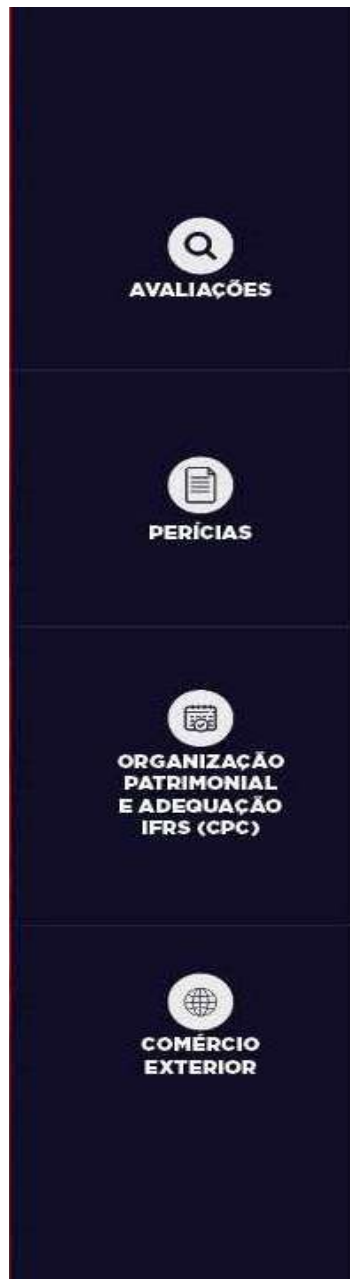 AVALIAÇÕES
PERÍCIAS
ORGANIZAÇÃO
PATRIMONIAL
E ADEQUAÇÃO
IFRS (CPC)
COMÉRCIO
EXTERIOR